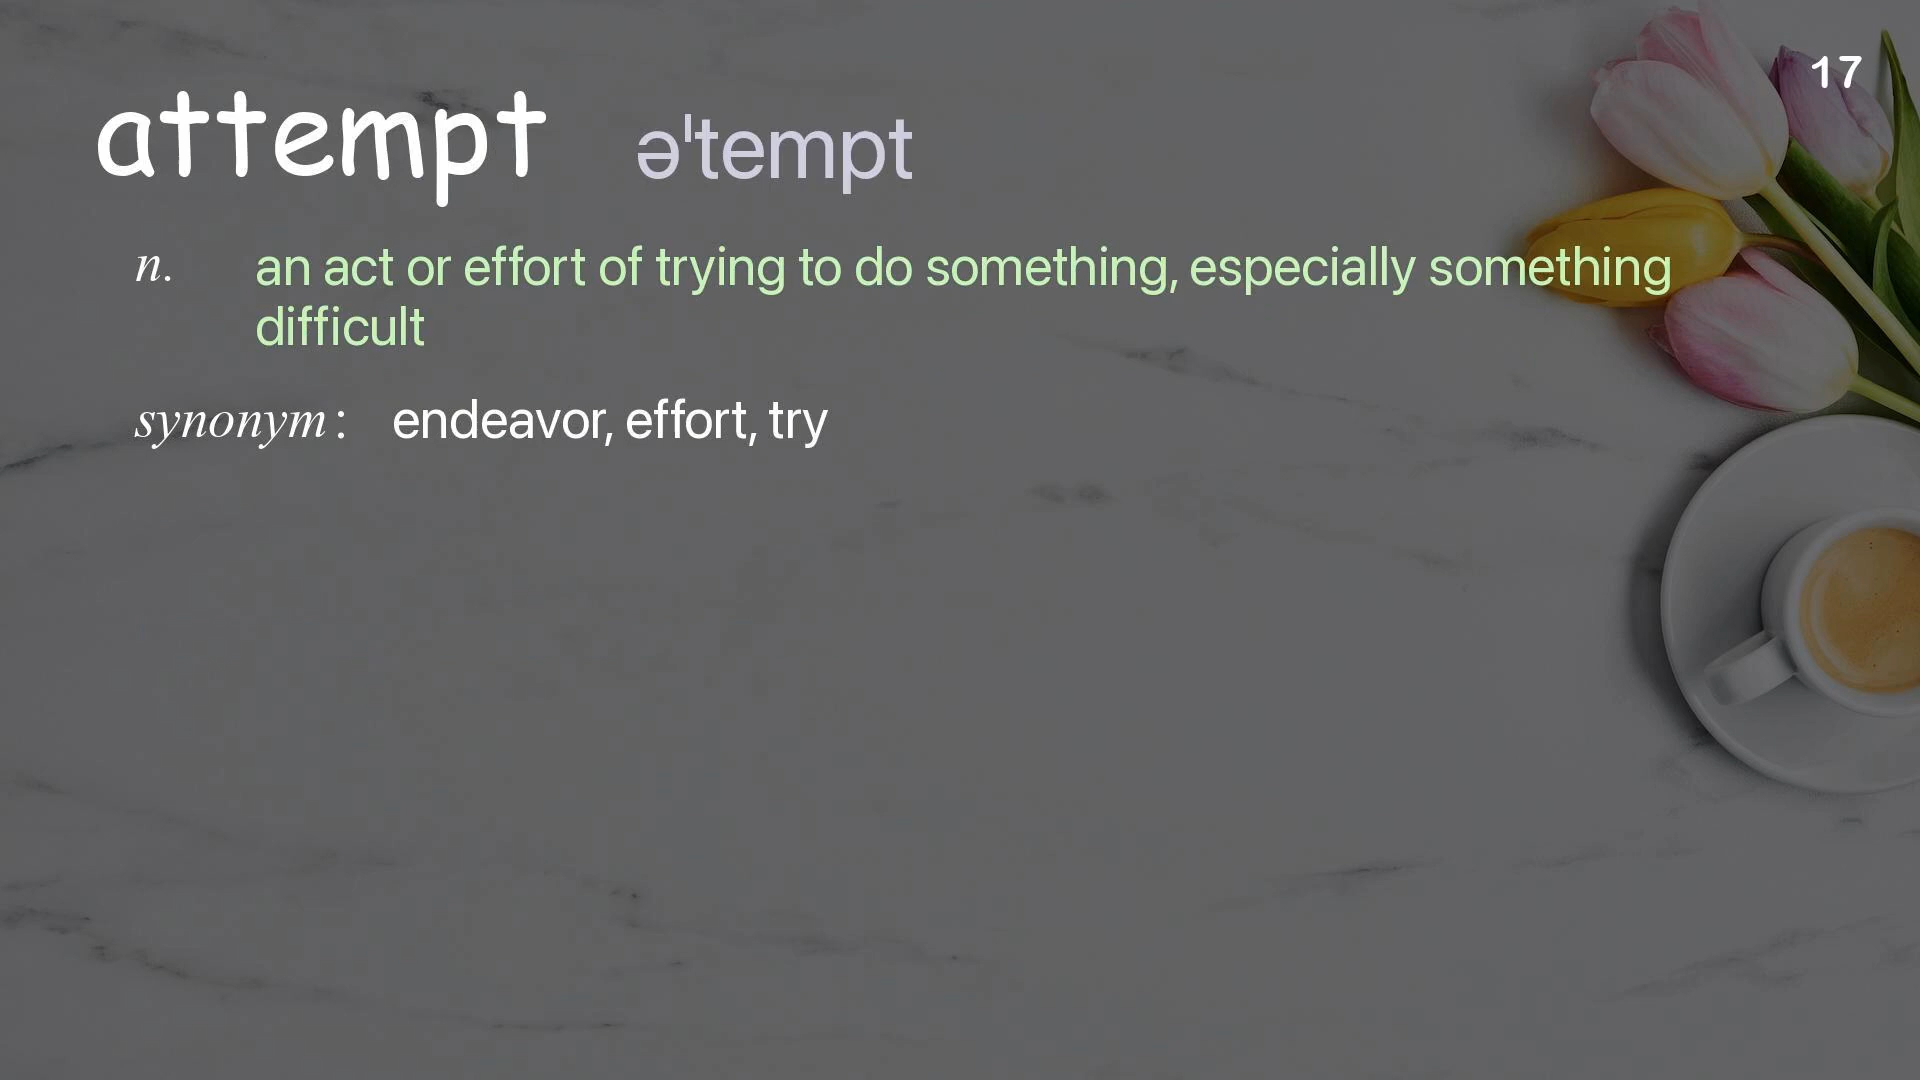 17
attempt əˈtempt
n. an act or effort of trying to do something, especially something
difficult
synonym: endeavor, effort, try